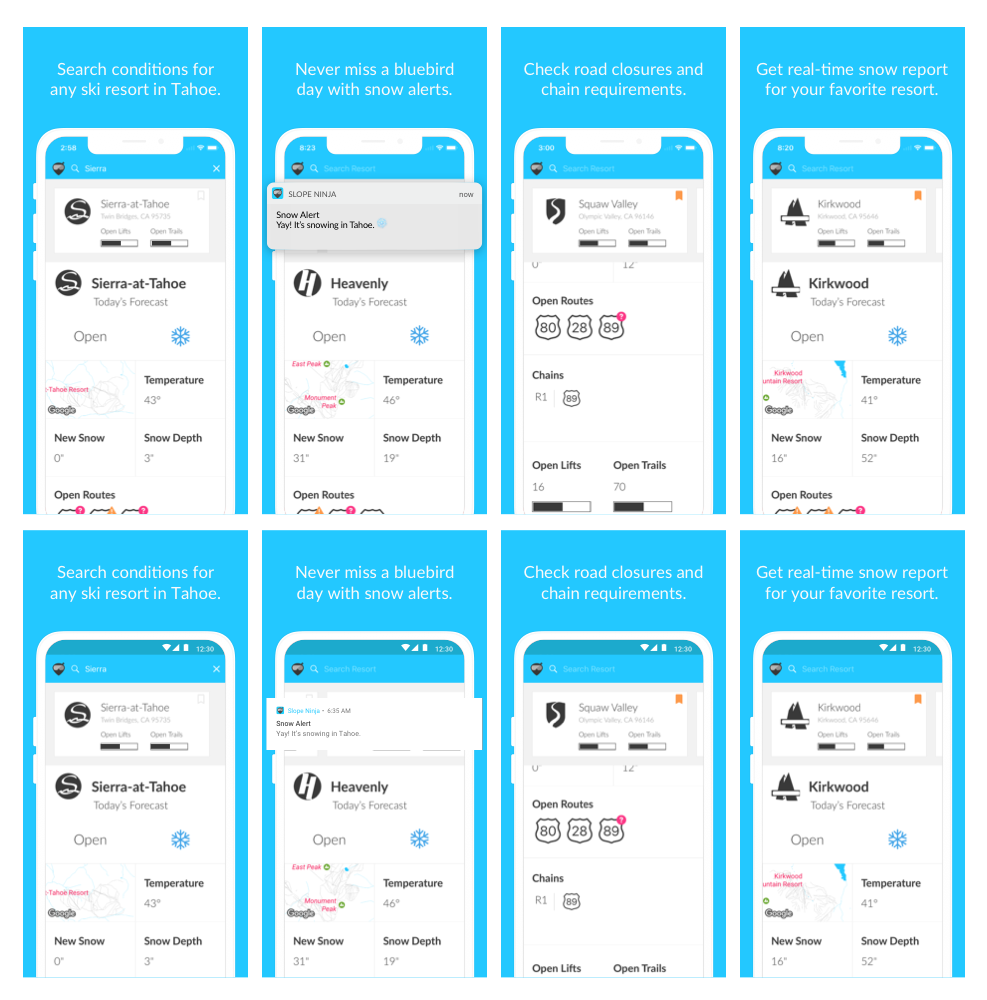 Search conditions for
any ski resort in Tahoe.
2:58
Sierra
Sierra-at-Tahoe
Twin Bridges, CA 95735
Open Lifts Open Trails
Sierra-at-Tahoe
Today's Forecast
Open
-Tahoe Resort
Google
Temperature
43°
New Snow Snow Depth
0" 3"
Open Routes
?
?
Never miss a bluebird
day with snow alerts.
8:23
Search Resort
SLOPE NINJA now
Snow Alert
Yay! It's snowing in Tahoe.
Heavenly
Today's Forecast
Open
East Peak
Monument
Peak
Google
Temperature
46°
New Snow Snow Depth
31" 19"
Open Routes
?
Check road closures and
chain requirements.
3:00
Search Resort
Squaw Valley
Olympic Valley, CA 96146
Open Lifts Open Trails
0" 12"
Open Routes
80 28 89 ?
Chains
R1 89
Open Lifts Open Trails
16 70
Get real-time snow report
for your favorite resort.
8:20
Search Resort
Kirkwood
Kirkwood, CA 95646
Open Lifts Open Trails
Kirkwood
Today's Forecast
Open
Kirkwood
untain Resort
Google
Temperature
41°
New Snow Snow Depth
16" 52"
Open Routes
?
Search conditions for
any ski resort in Tahoe.
12:30
Sierra
Sierra-at-Tahoe
Twin Bridges, CA 95735
Open Lifts Open Trails
Sierra-at-Tahoe
Today's Forecast
Open
-Tahoe Resort
Google
Temperature
43°
New Snow Snow Depth
0" 3"
Never miss a bluebird
day with snow alerts.
12:30
Search Resort
Slope Ninja • 6:35 AM
Snow Alert
Yay! It's snowing in Tahoe.
Heavenly
Today's Forecast
Open
East Peak
Monument
Peak
Google
Temperature
46°
New Snow Snow Depth
31" 19"
Check road closures and
chain requirements.
12:30
Search Resort
Squaw Valley
Olympic Valley, CA 96146
Open Lifts Open Trails
0" 12"
Open Routes
80 28 89 ?
Chains
R1 89
Open Lifts Open Trails
Get real-time snow report
for your favorite resort.
12:30
Search Resort
Kirkwood
Kirkwood, CA 95646
Open Lifts Open Trails
Kirkwood
Today's Forecast
Open
Kirkwood
untain Resort
Google
Temperature
41°
New Snow Snow Depth
16" 52"